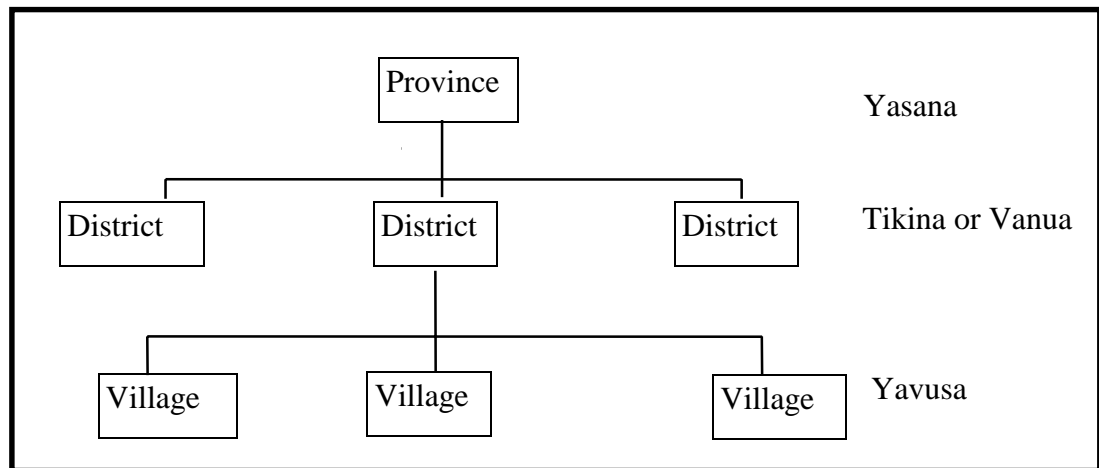 Province
Yasana
District
District
District
Tikina or Vanua
Village
Village
Village
Yavusa